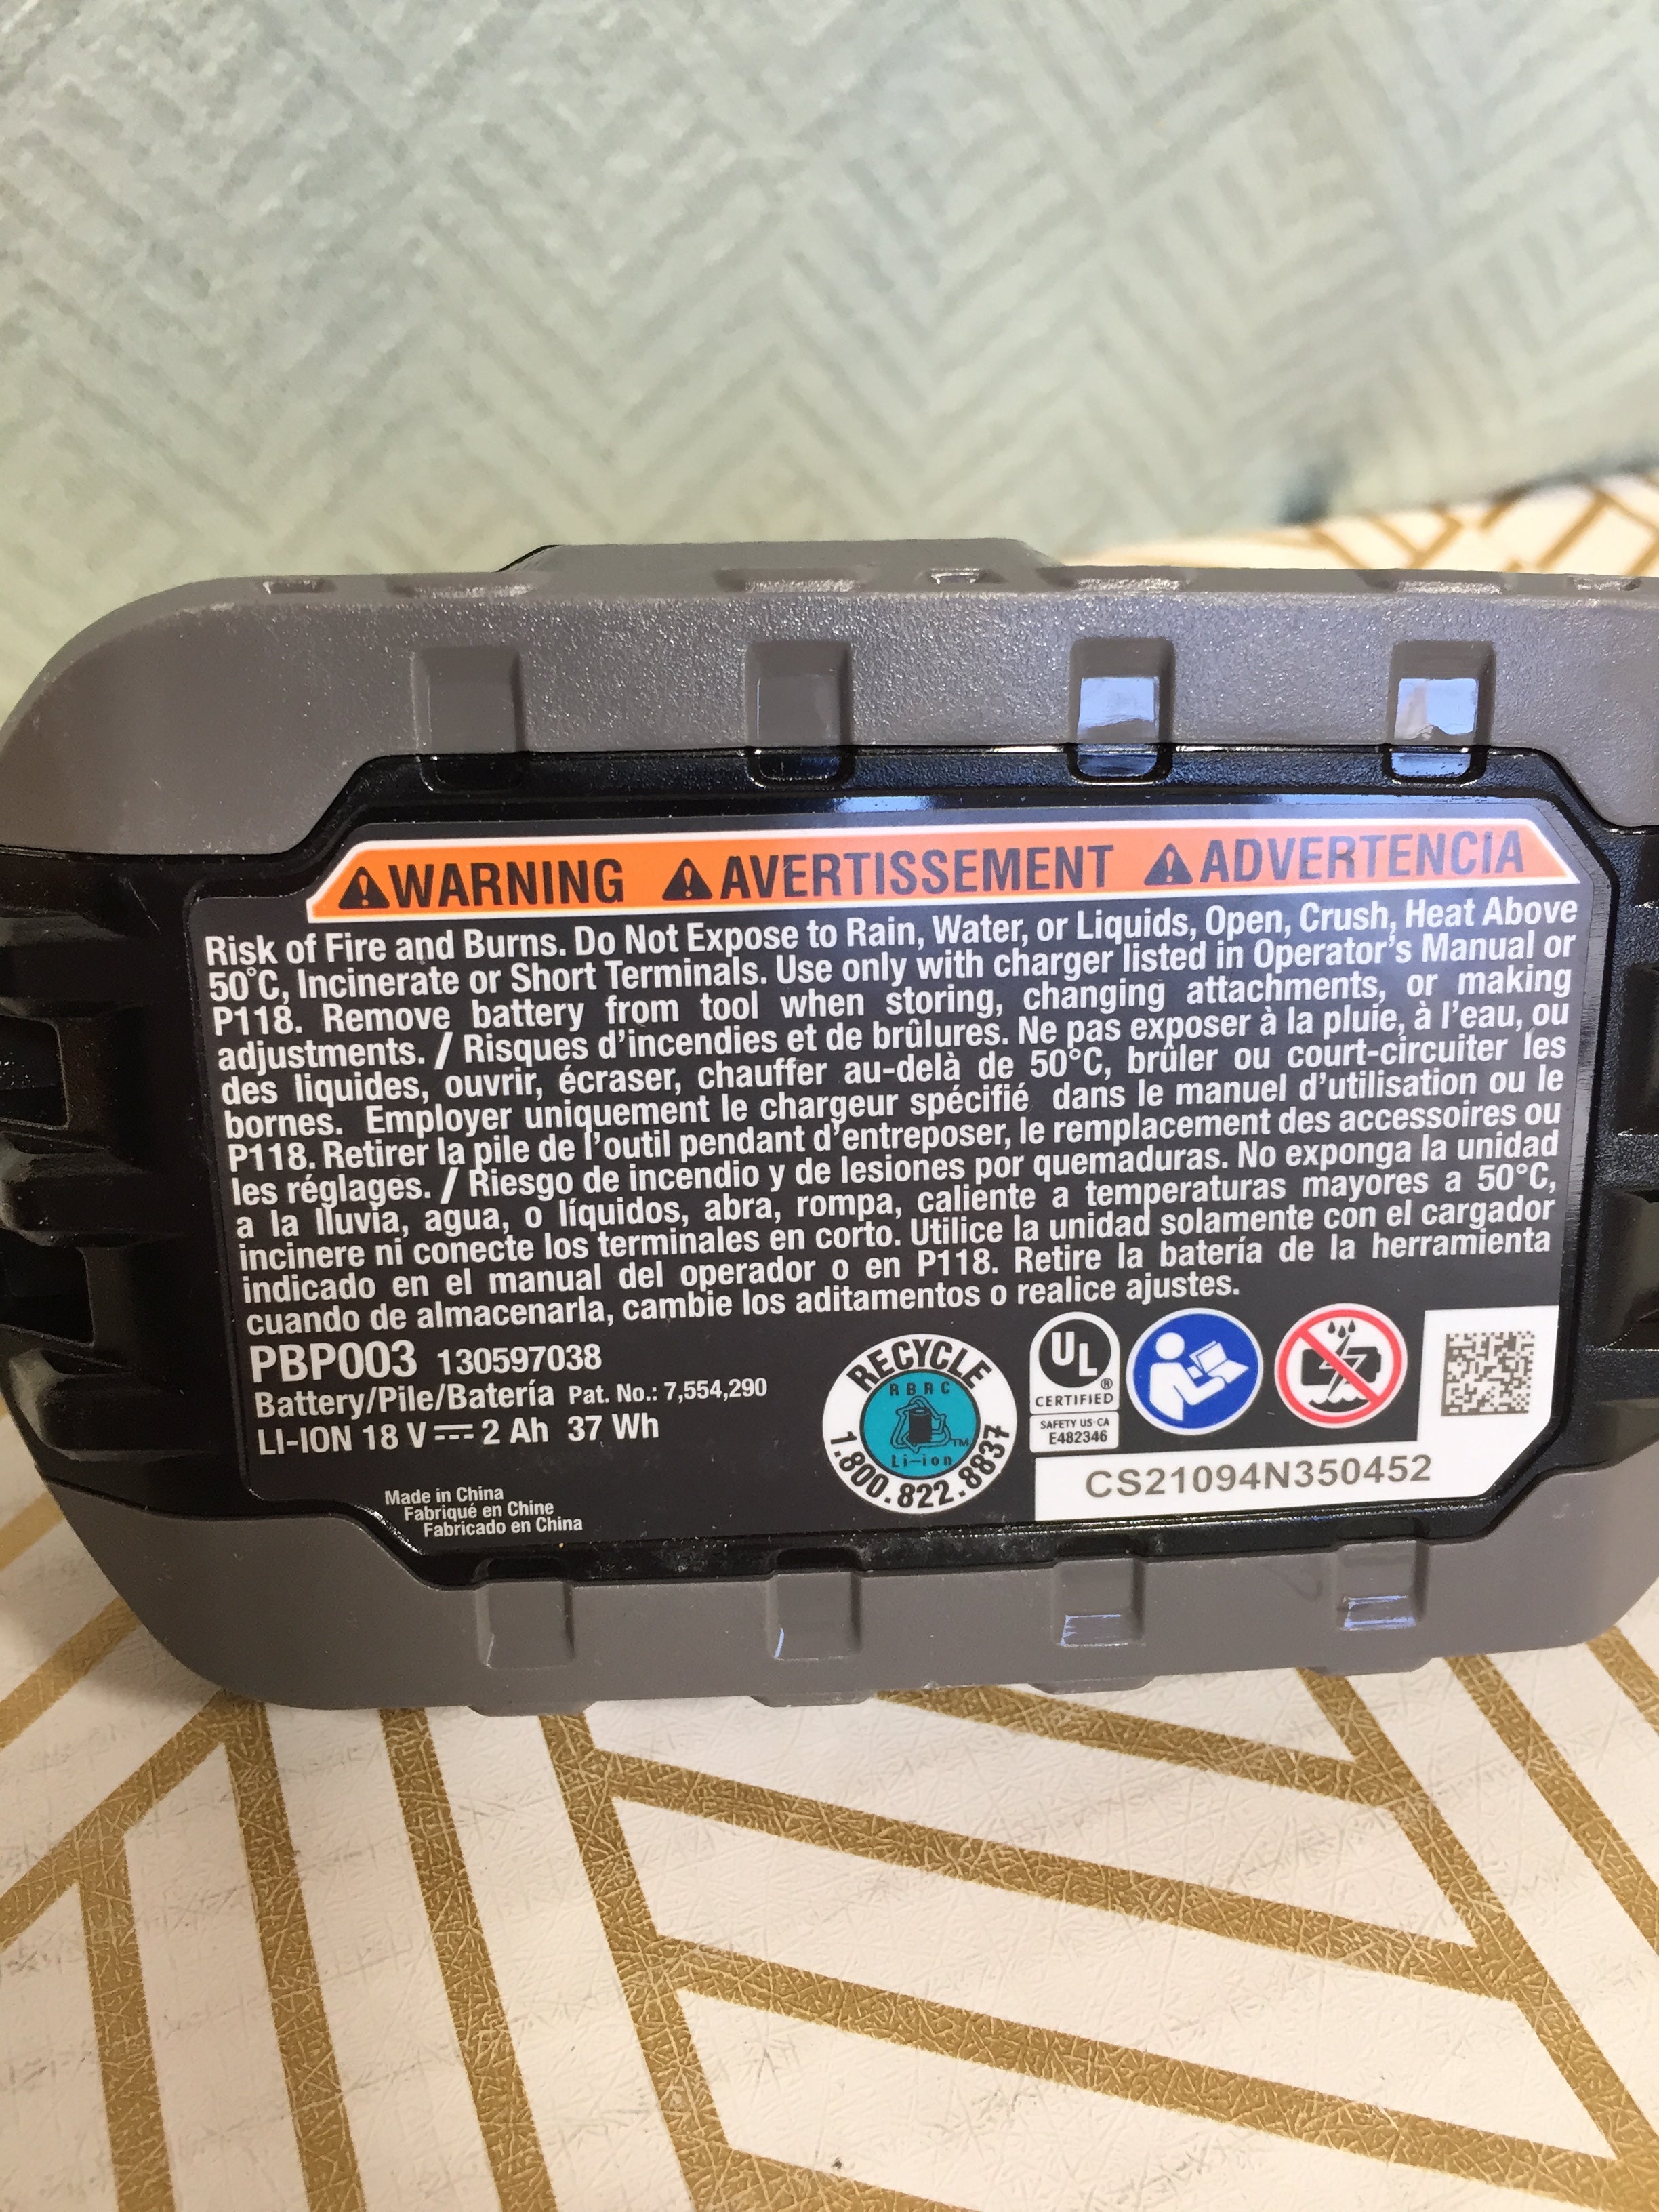 WARNING AVERTISSEMENT ADVERTENCIA
Risk of Fire and Burns. Do Not Expose to Rain, Water, or Liquids, Open, Crush, Heat Above
50°C, Incinerate or Short Terminals. Use only with charger listed in Operator's Manual or
P118. Remove battery from tool when storing, changing attachments, or making
adjustments. / Risques d'incendies et de brûlures. Ne pas exposer à la pluie, à l'eau, ou
des liquides, ouvrir, écraser, chauffer au-delà de 50°C, brûler ou court-circuiter les
bornes. Employer uniquement le chargeur spécifié dans le manuel d'utilisation ou le
P118. Retirer la pile de l'outil pendant d'entreposer, le remplacement des accessoires ou
les réglages. / Riesgo de incendio y de lesiones por quemaduras. No exponga la unidad
a la lluvia, agua, o líquidos, abra, rompa, caliente a temperaturas mayores a 50°C,
incinere ni conecte los terminales en corto. Utilice la unidad solamente con el cargador
indicado en el manual del operador o en P118. Retire la batería de la herramienta
cuando de almacenarla, cambie los aditamentos o realice ajustes.
PBP003 130597038
Battery/Pile/Batería Pat. No.: 7,554,290
LI-ION 18 V ⎓ 2 Ah 37 Wh
Made in China
Fabriqué en Chine
Fabricado en China
RECYCLE
RBRC
TM
Li-ion
1.800.822.8837
UL®
CERTIFIED
SAFETY US-CA
E482346
CS21094N350452